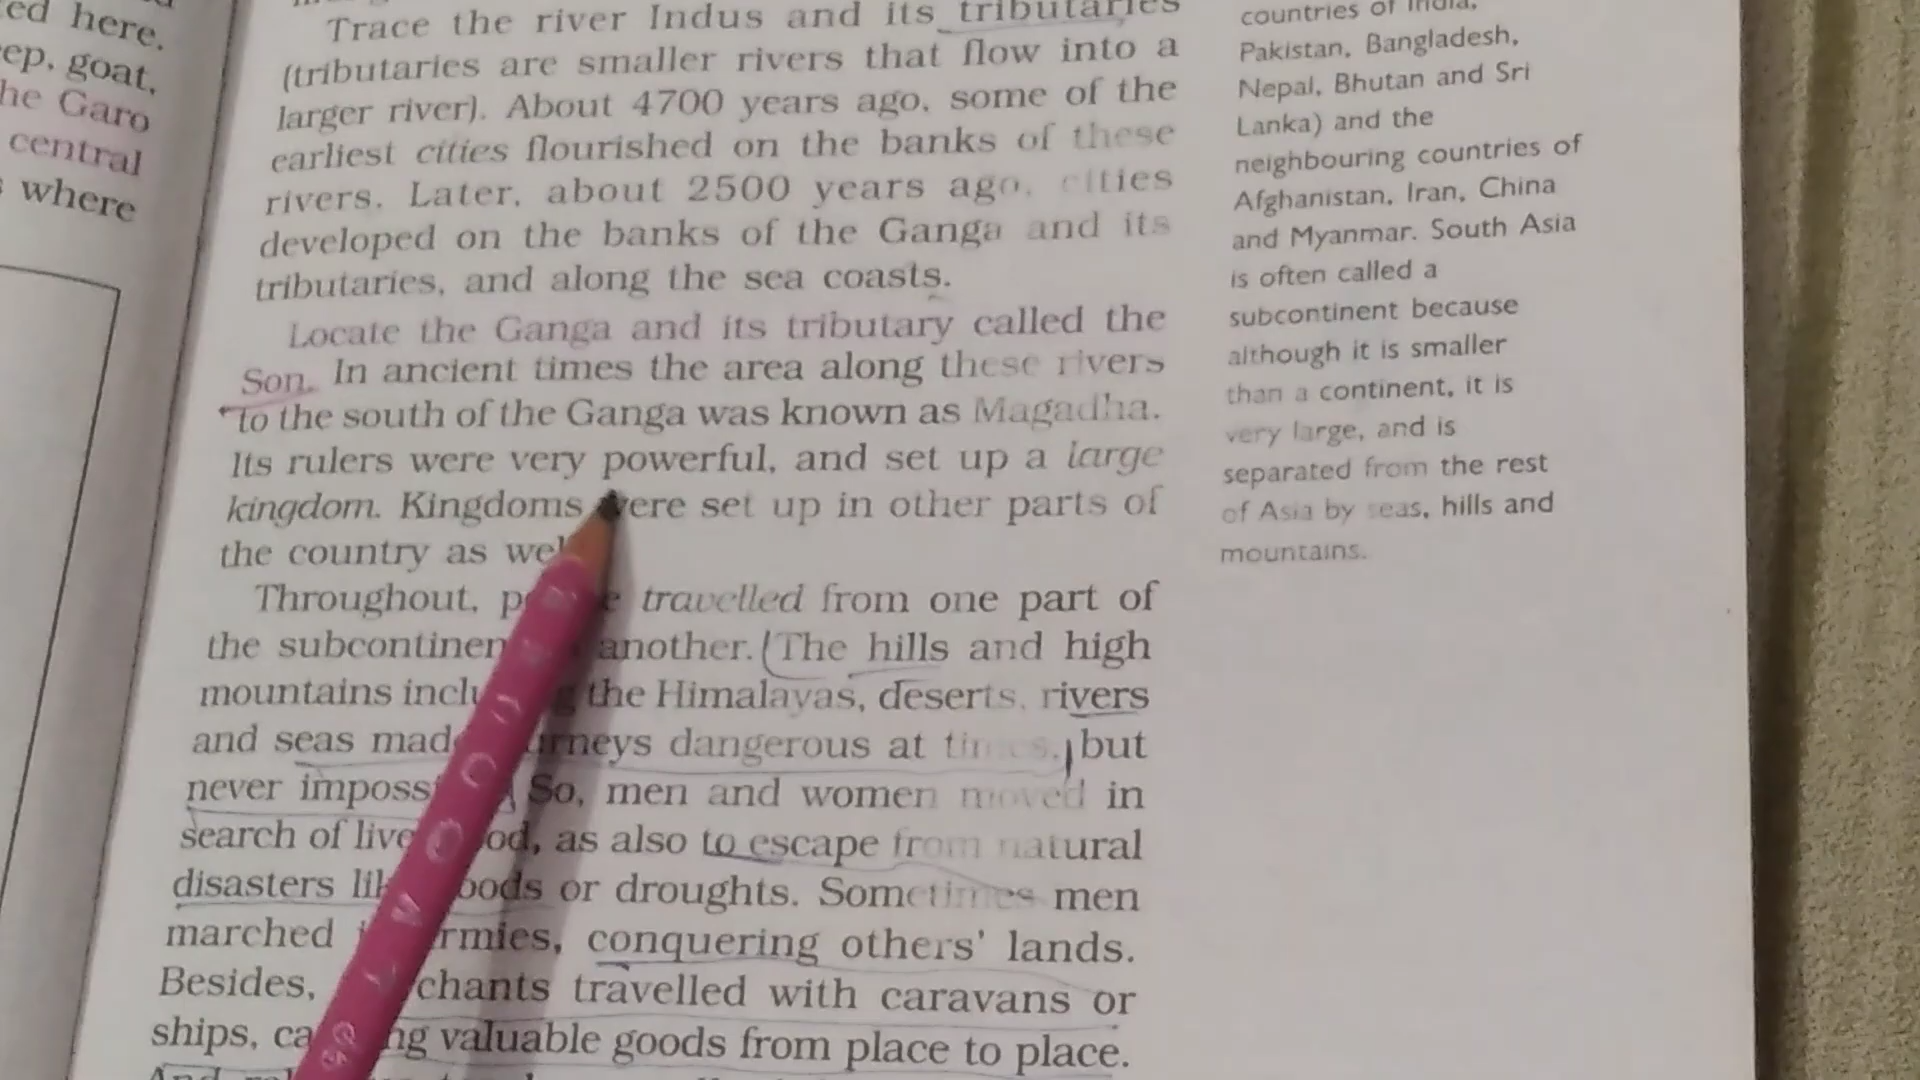 ed here.
ep, goat,
he Garo
central
where
Trace the river Indus and its tributaries
(tributaries are smaller rivers that flow into a
larger river). About 4700 years ago, some of the
earliest cities flourished on the banks of these
rivers. Later, about 2500 years ago, cities
developed on the banks of the Ganga and its
tributaries, and along the sea coasts.
Locate the Ganga and its tributary called the
Son. In ancient times the area along these rivers
to the south of the Ganga was known as Magadha.
Its rulers were very powerful, and set up a large
kingdom. Kingdoms were set up in other parts of
the country as wel
Throughout, travelled from one part of
the subcontinen another. (The hills and high
mountains inclu the Himalayas, deserts, rivers
and seas mad rneys dangerous at times, but
never imposs So, men and women moved in
search of live ood, as also to escape from natural
disasters lik oods or droughts. Sometimes men
marched rmies, conquering others' lands.
Besides, chants travelled with caravans or
ships, ca ng valuable goods from place to place.
countries of India,
Pakistan, Bangladesh,
Nepal, Bhutan and Sri
Lanka) and the
neighbouring countries of
Afghanistan, Iran, China
and Myanmar. South Asia
is often called a
subcontinent because
although it is smaller
than a continent, it is
very large, and is
separated from the rest
of Asia by seas, hills and
mountains.